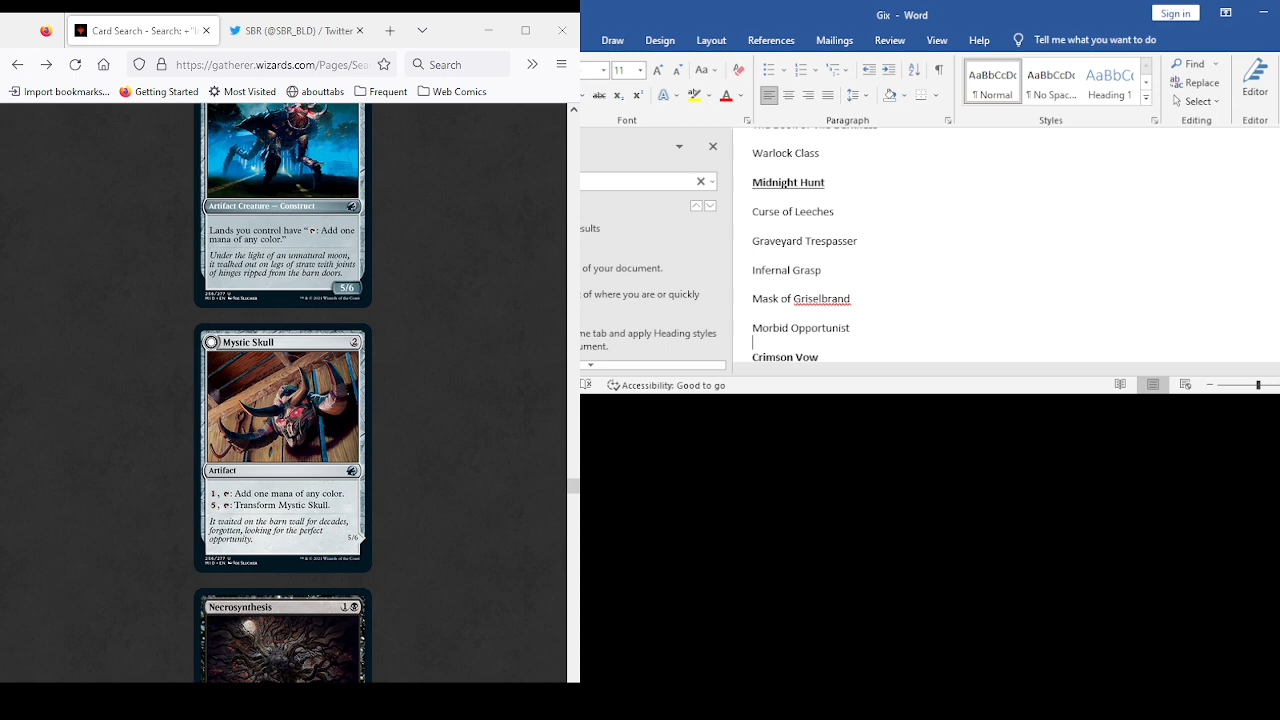 Card Search - Search: +"l
SBR (@SBR_BLD) / Twitter
https://gatherer.wizards.com/Pages/Sea
Search
Import bookmarks...
Getting Started
Most Visited
abouttabs
Frequent
Web Comics
Artifact Creature — Construct
Lands you control have “T: Add one
mana of any color.”
Under the light of an unnatural moon,
it walked out on legs of straw with joints
of hinges ripped from the barn doors.
5/6
Mystic Skull
2
Artifact
1, T: Add one mana of any color.
5, T: Transform Mystic Skull.
It waited on the barn wall for decades,
forgotten, looking for the perfect
opportunity.
5/6
Necrosynthesis
1
Gix - Word
Sign in
Draw
Design
Layout
References
Mailings
Review
View
Help
Tell me what you want to do
11
Aa
abc
x₂
x²
A
A
Font
Paragraph
AaBbCcDc
¶ Normal
AaBbCcDc
¶ No Spac...
AaBbCc
Heading 1
Styles
Find
Replace
Select
Editing
Editor
Editor
sults
of your document.
of where you are or quickly
me tab and apply Heading styles
ument.
Warlock Class
Midnight Hunt
Curse of Leeches
Graveyard Trespasser
Infernal Grasp
Mask of Griselbrand
Morbid Opportunist
Crimson Vow
Accessibility: Good to go